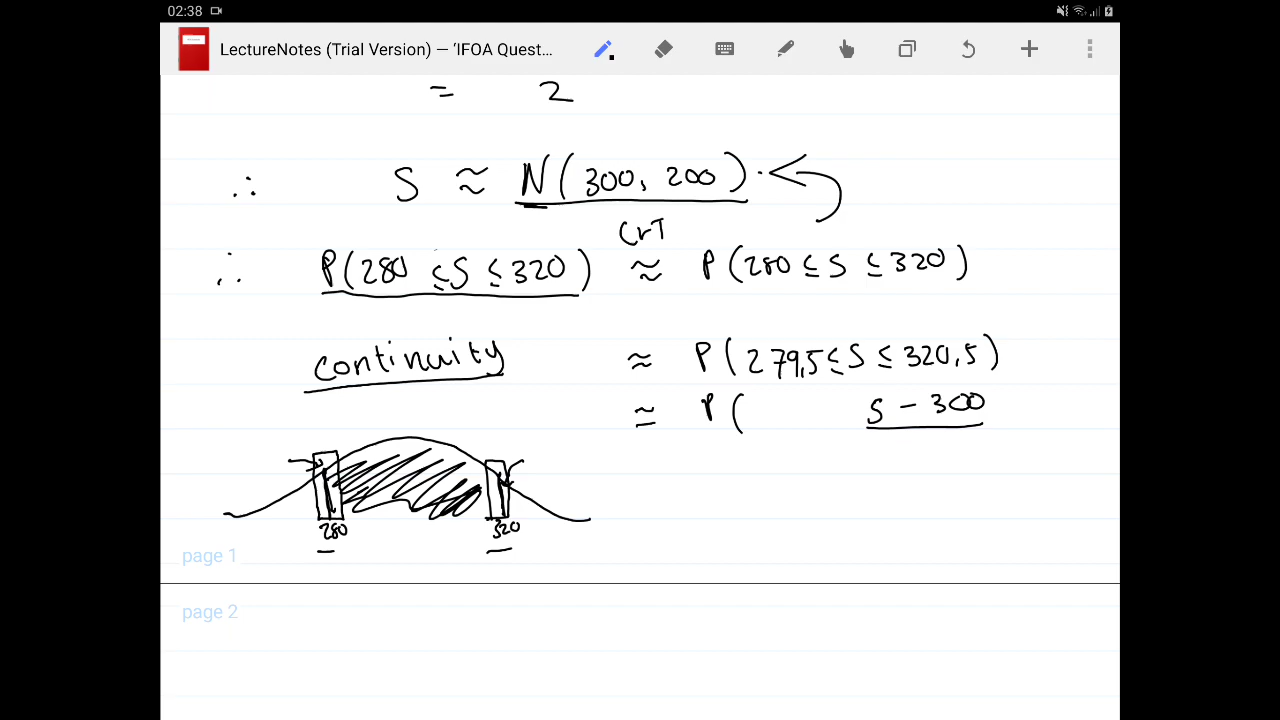 02:38
LectureNotes (Trial Version) — ‘IFOA Quest…
= 2
∴ S ≈ N(300, 200)
CLT
∴ P(280 ≤ S ≤ 320) ≈ P(280 ≤ S ≤ 320)
continuity ≈ P(279,5 ≤ S ≤ 320,5)
≃ P( S - 300
280 320
page 1
page 2